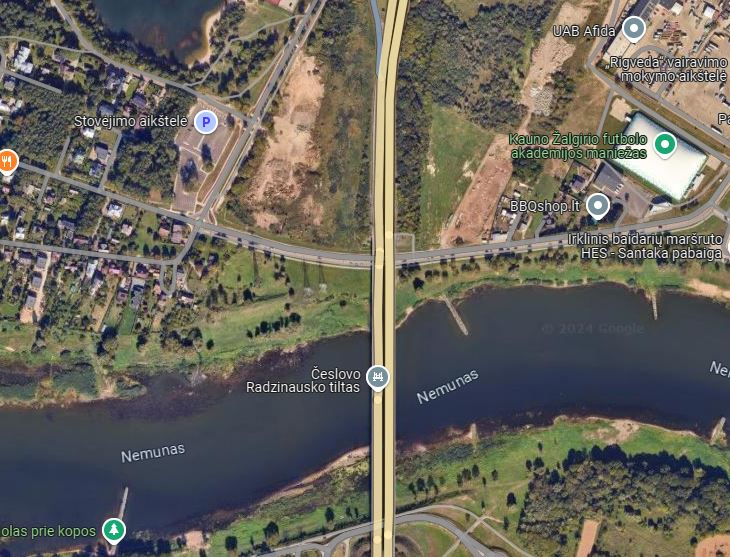 UAB Afida
"Rigveda" vairavimo
mokymo aikštelė
Stovėjimo aikštelė
P
Kauno Žalgirio futbolo
akademijos maniežas
BBQshop.lt
Irklinis baidarių maršruto
HES - Santaka pabaiga
© 2024 Google
Česlovo
Radzinausko tiltas
Nemunas
Nemunas
olas prie kopos